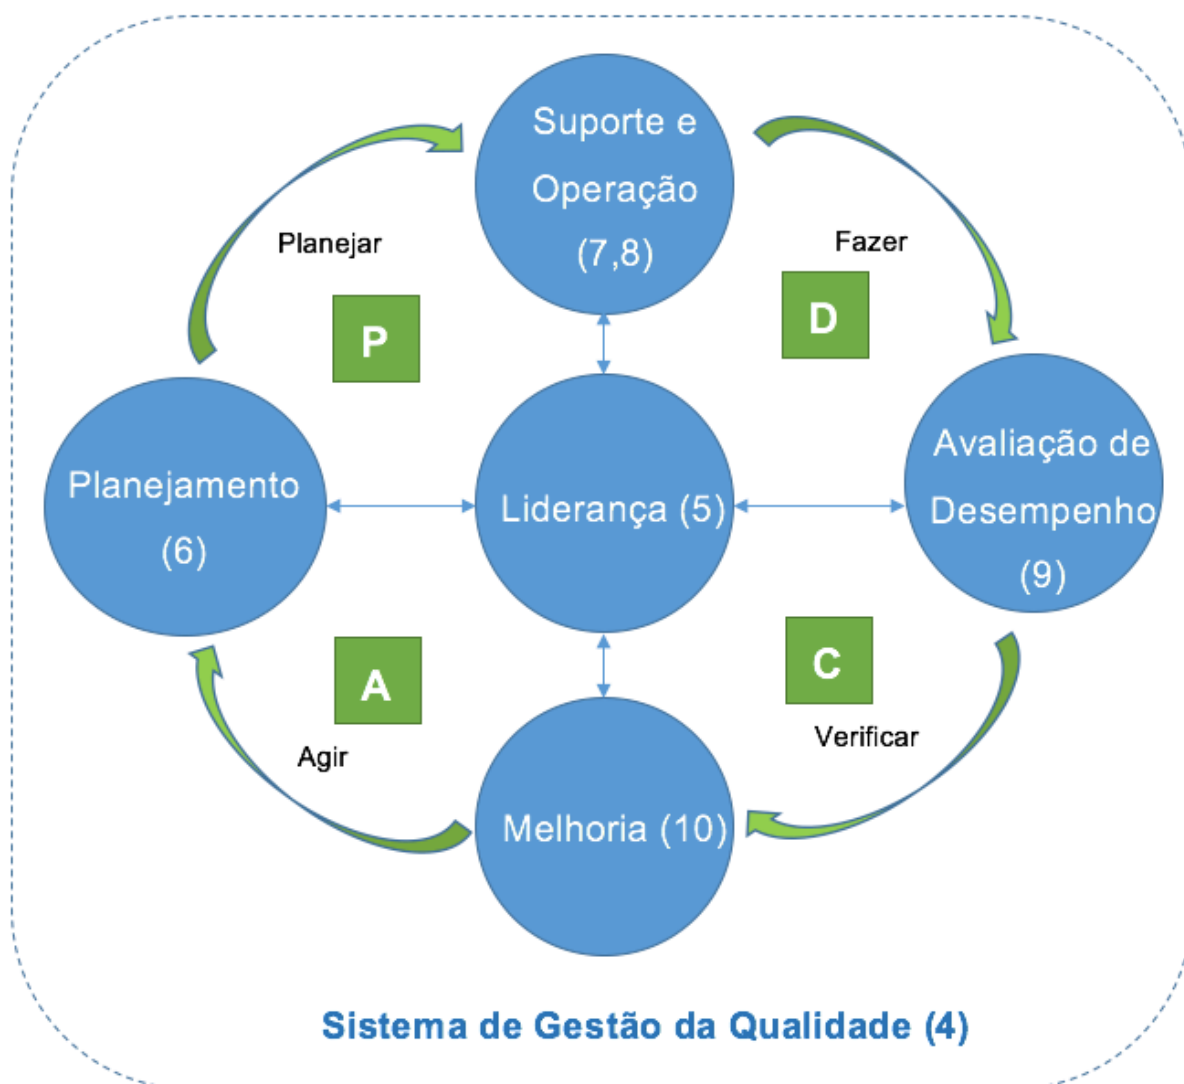 Suporte e
Operação
(7,8)
Planejar
Fazer
P
D
Planejamento
(6)
Liderança (5)
Avaliação de
Desempenho
(9)
A
C
Agir
Verificar
Melhoria (10)
Sistema de Gestão da Qualidade (4)